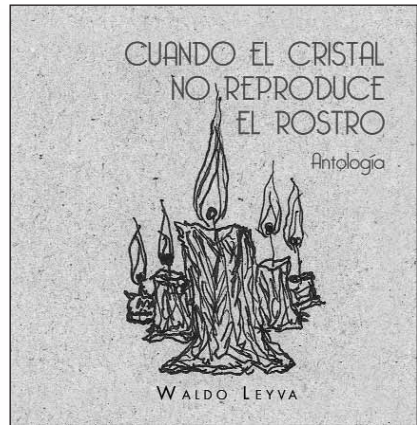 CUANDO EL CRISTAL
NO REPRODUCE
EL ROSTRO
Antología
WALDO LEYVA